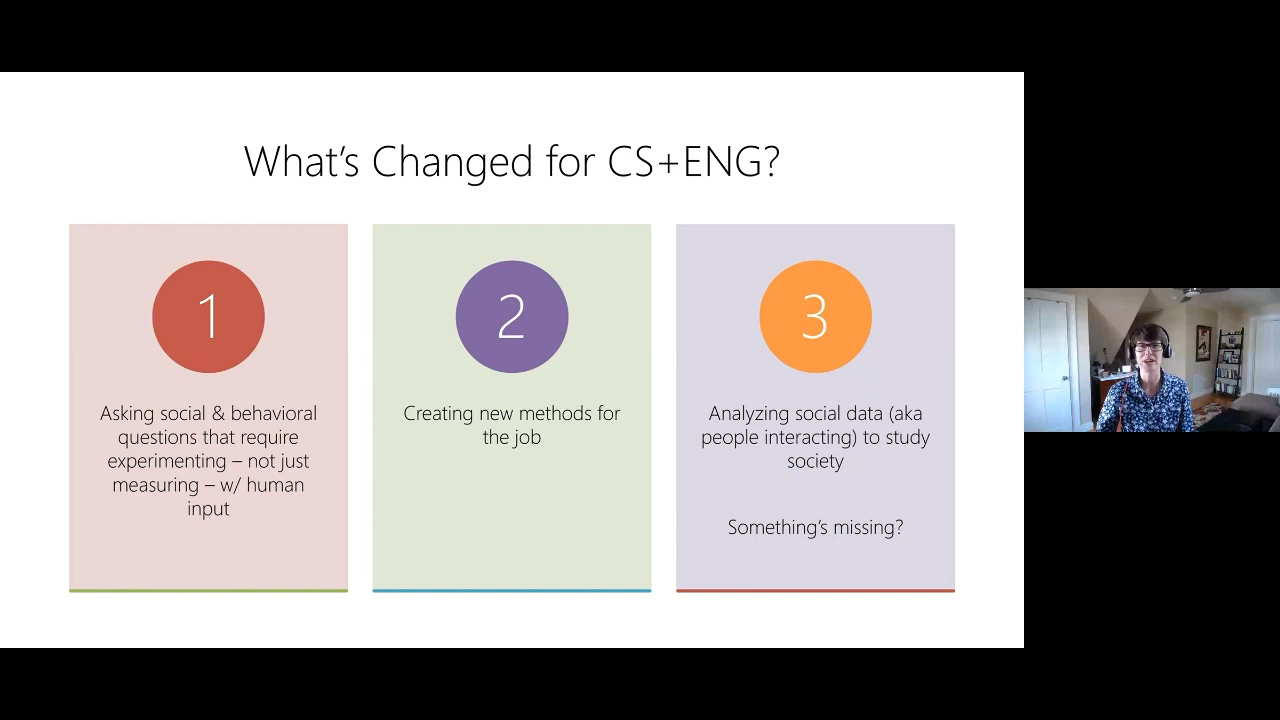 What's Changed for CS+ENG?
1
Asking social & behavioral
questions that require
experimenting – not just
measuring – w/ human
input
2
Creating new methods for
the job
3
Analyzing social data (aka
people interacting) to study
society
Something's missing?